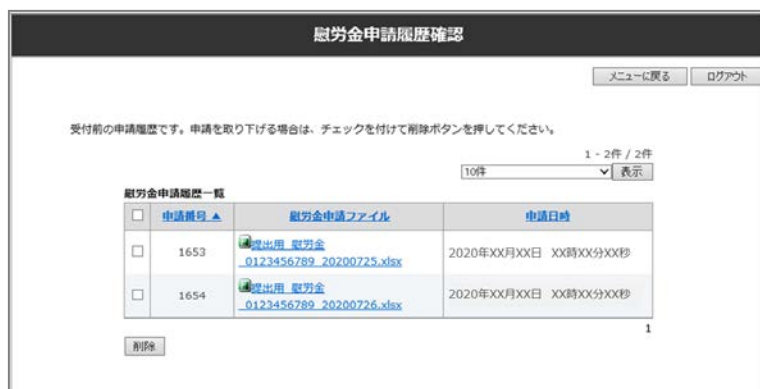 慰労金申請履歴確認
メニューに戻る ログアウト
受付前の申請履歴です。申請を取り下げる場合は、チェックを付けて削除ボタンを押してください。
1 - 2件 / 2件
10件 表示
慰労金申請履歴一覧
申請番号▲ 慰労金申請ファイル 申請日時
1653 提出用_慰労金 2020年XX月XX日 XX時XX分XX秒
_0123456789_20200725.xlsx
1654 提出用_慰労金 2020年XX月XX日 XX時XX分XX秒
_0123456789_20200726.xlsx
1
削除